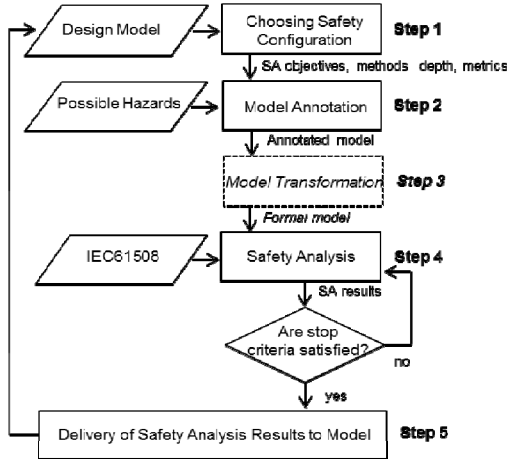 Design Model
Choosing Safety
Configuration
Step 1
SA objectives, methods depth, metrics
Possible Hazards
Model Annotation
Step 2
Annotated model
Model Transformation
Step 3
Formal model
IEC61508
Safety Analysis
Step 4
SA results
Are stop
criteria satisfied?
no
yes
Delivery of Safety Analysis Results to Model
Step 5